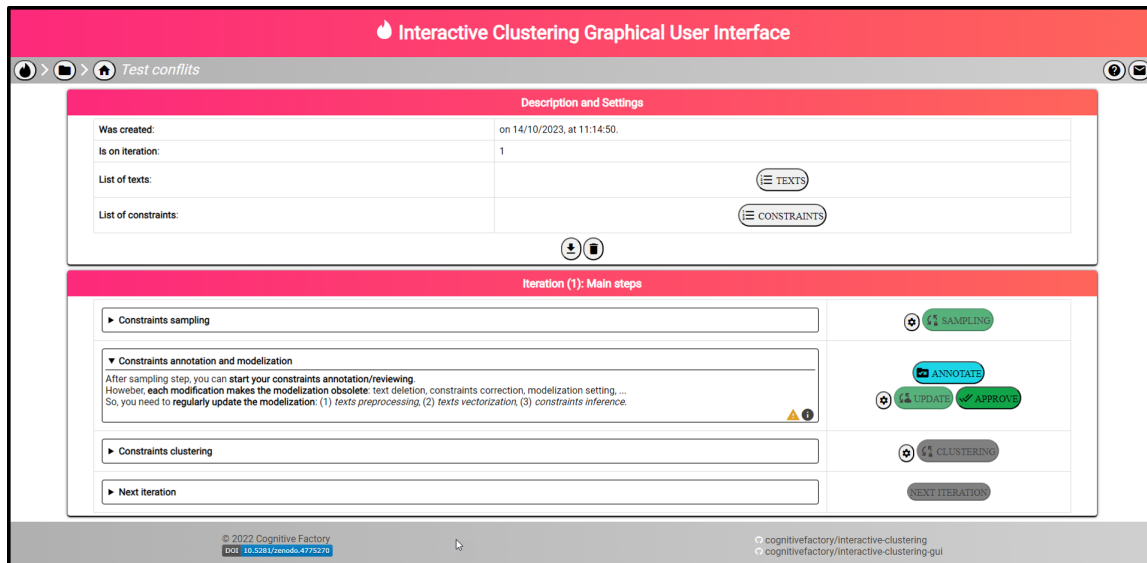 Interactive Clustering Graphical User Interface
Test conflits
Description and Settings
Was created: on 14/10/2023, at 11:14:50.
Is on iteration: 1
List of texts: TEXTS
List of constraints: CONSTRAINTS
Iteration (1): Main steps
Constraints sampling SAMPLING
Constraints annotation and modelization
After sampling step, you can start your constraints annotation/reviewing.
Howeber, each modification makes the modelization obsolete: text deletion, constraints correction, modelization setting, ...
So, you need to regularly update the modelization: (1) texts preprocessing, (2) texts vectorization, (3) constraints inference.
ANNOTATE
UPDATE APPROVE
Constraints clustering CLUSTERING
Next iteration NEXT ITERATION
© 2022 Cognitive Factory
DOI 10.5281/zenodo.4775270
cognitivefactory/interactive-clustering
cognitivefactory/interactive-clustering-gui